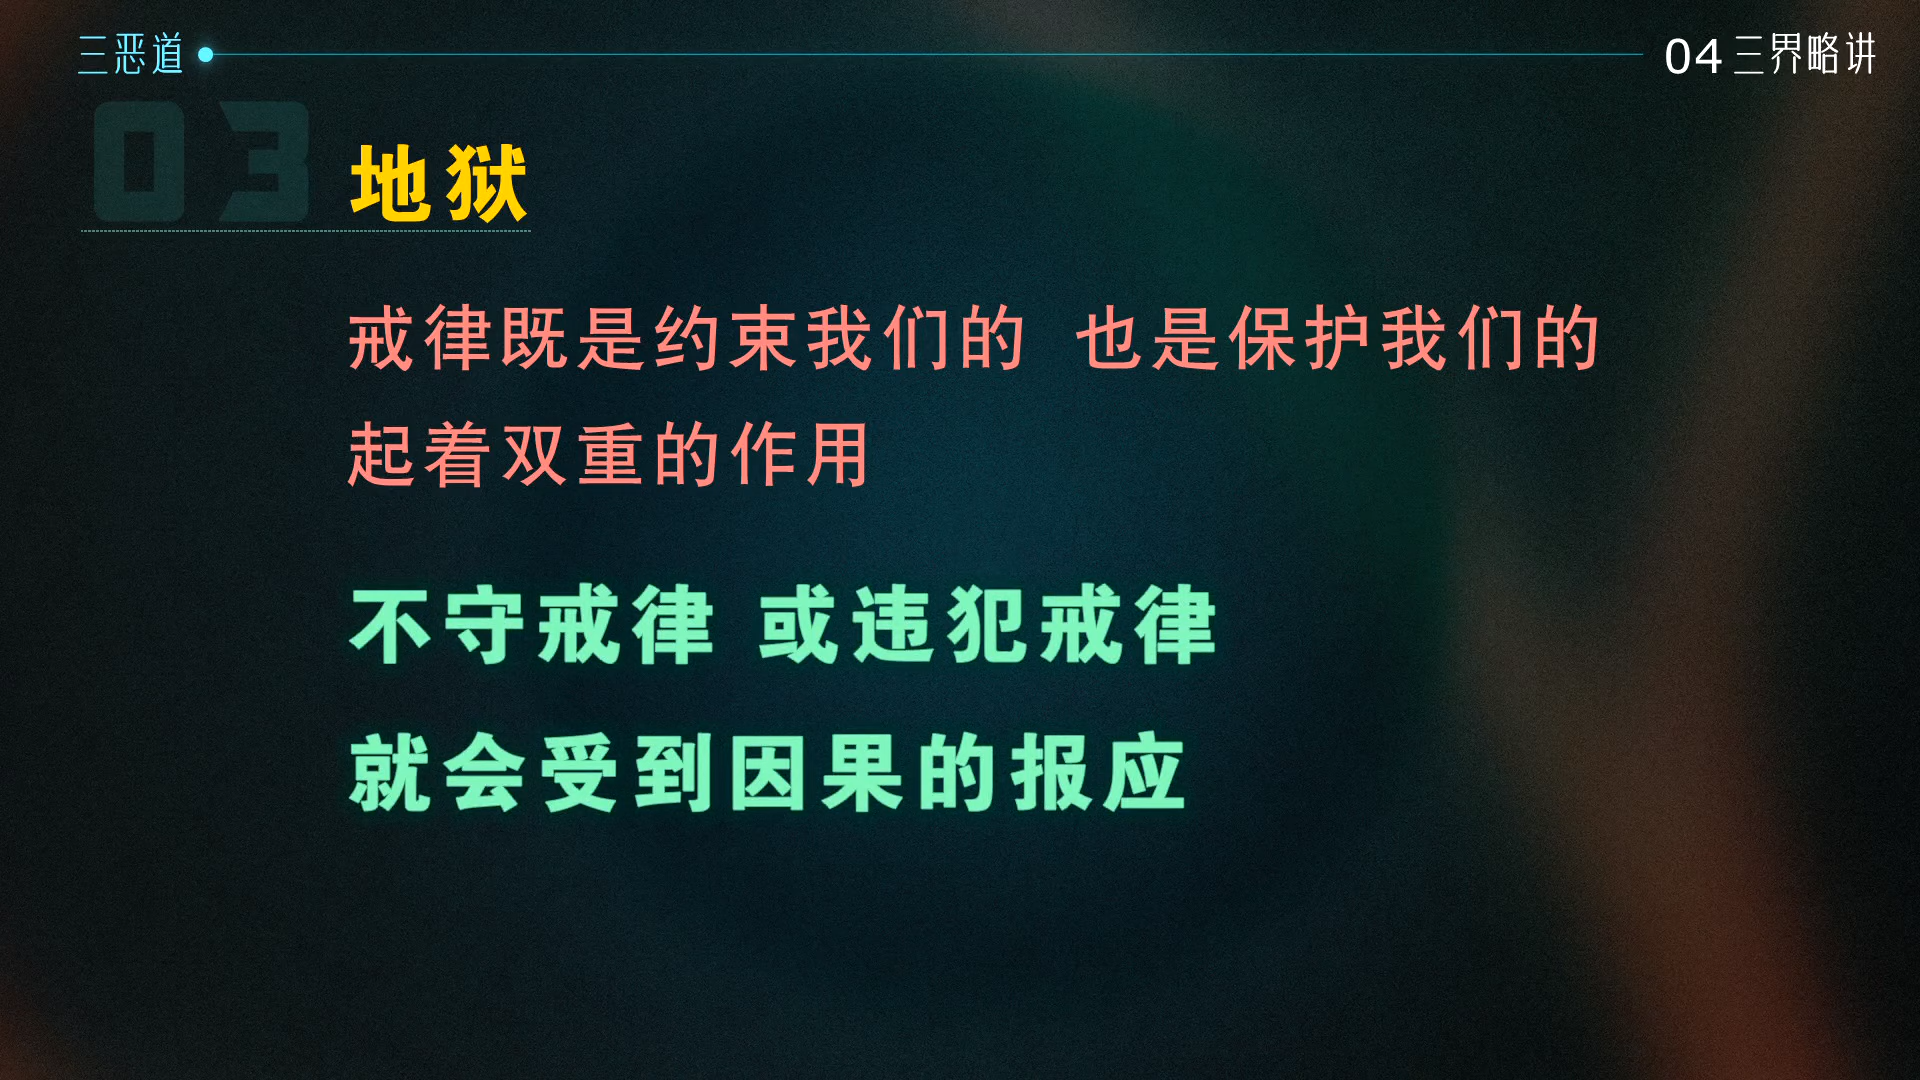 三恶道
04 三界略讲
03 地狱
戒律既是约束我们的 也是保护我们的
起着双重的作用
不守戒律 或违犯戒律
就会受到因果的报应